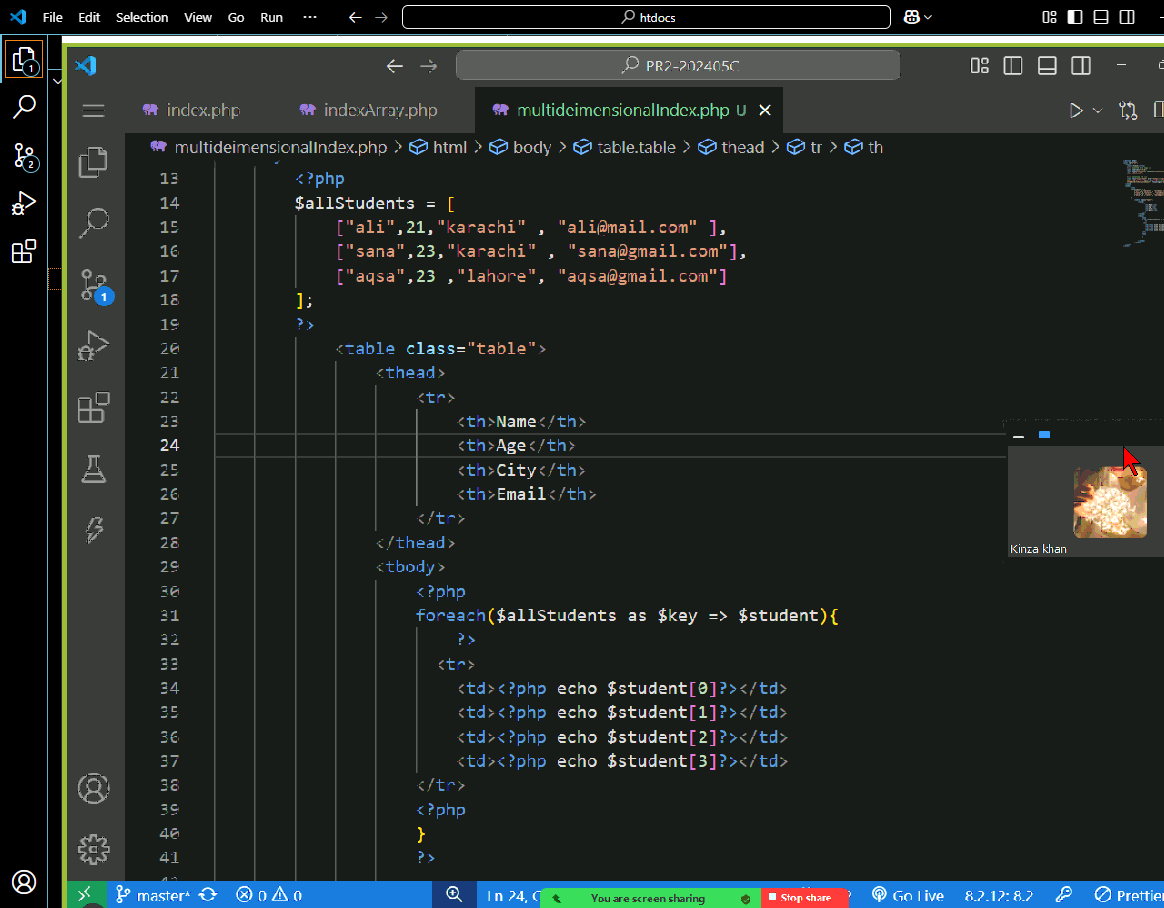 File Edit Selection View Go Run ··· htdocs
PR2-202405C
index.php indexArray.php multideimensionalIndex.php U
multideimensionalIndex.php > html > body > table.table > thead > tr > th
13 <?php
14 $allStudents = [
15 ["ali",21,"karachi" , "ali@mail.com" ],
16 ["sana",23,"karachi" , "sana@gmail.com"],
17 ["aqsa",23 ,"lahore", "aqsa@gmail.com"]
18 ];
19 ?>
20 <table class="table">
21 <thead>
22 <tr>
23 <th>Name</th>
24 <th>Age</th>
25 <th>City</th>
26 <th>Email</th>
27 </tr>
28 </thead>
29 <tbody>
30 <?php
31 foreach($allStudents as $key => $student){
32 ?>
33 <tr>
34 <td><?php echo $student[0]?></td>
35 <td><?php echo $student[1]?></td>
36 <td><?php echo $student[2]?></td>
37 <td><?php echo $student[3]?></td>
38 </tr>
39 <?php
40 }
41 ?>
1
2
1
Kinza khan
master* 0 0 Ln 24, Go Live 8.2.12: 8.2
You are screen sharing Stop share